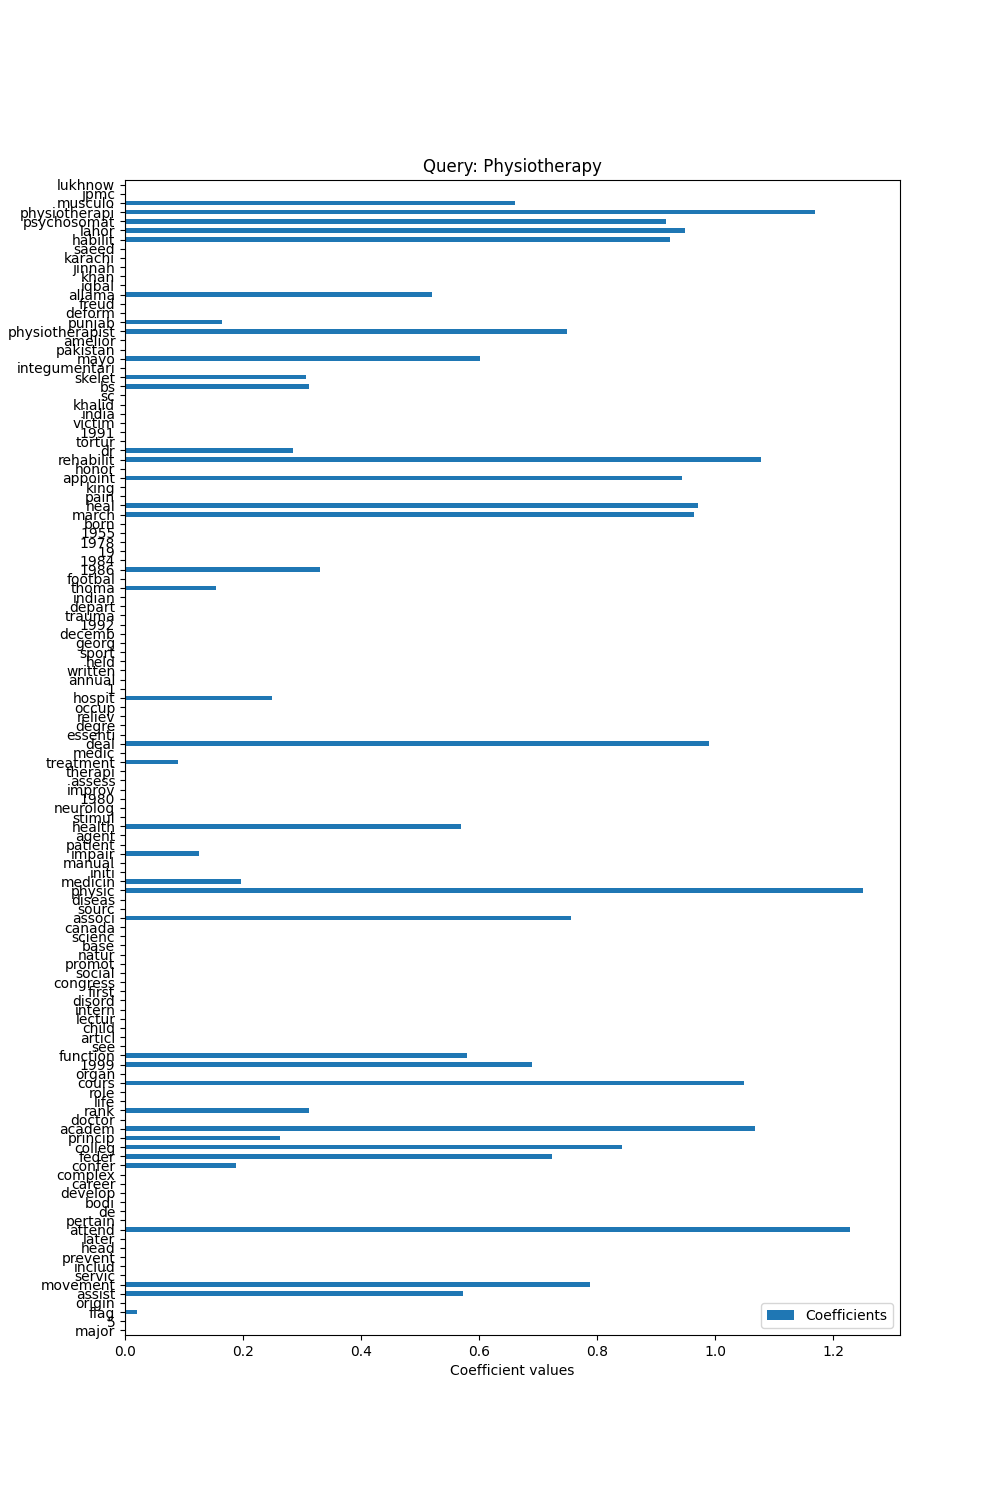 Query: Physiotherapy
lukhnow
jpmc
musculo
physiotherapi
psychosomat
lahor
habilit
saeed
karachi
jinnah
khan
iqbal
allama
freud
deform
punjab
physiotherapist
amelior
pakistan
mayo
integumentari
skelet
bs
sc
khalid
india
victim
1991
tortur
dr
rehabilit
honor
appoint
king
pain
heal
march
born
1955
1978
19
1984
1986
footbal
thoma
indian
depart
trauma
1992
decemb
georg
sport
held
written
annual
1
hospit
occup
reliev
degre
essenti
deal
medic
treatment
therapi
assess
improv
1980
neurolog
stimul
health
agent
patient
impair
manual
initi
medicin
physic
diseas
sourc
associ
canada
scienc
base
natur
promot
social
congress
first
disord
intern
lectur
child
articl
see
function
1999
organ
cours
role
life
rank
doctor
academ
princip
colleg
feder
confer
complex
career
develop
bodi
de
pertain
attend
later
head
prevent
includ
servic
movement
assist
origin
flag
5
major
Coefficients
0.0 0.2 0.4 0.6 0.8 1.0 1.2
Coefficient values